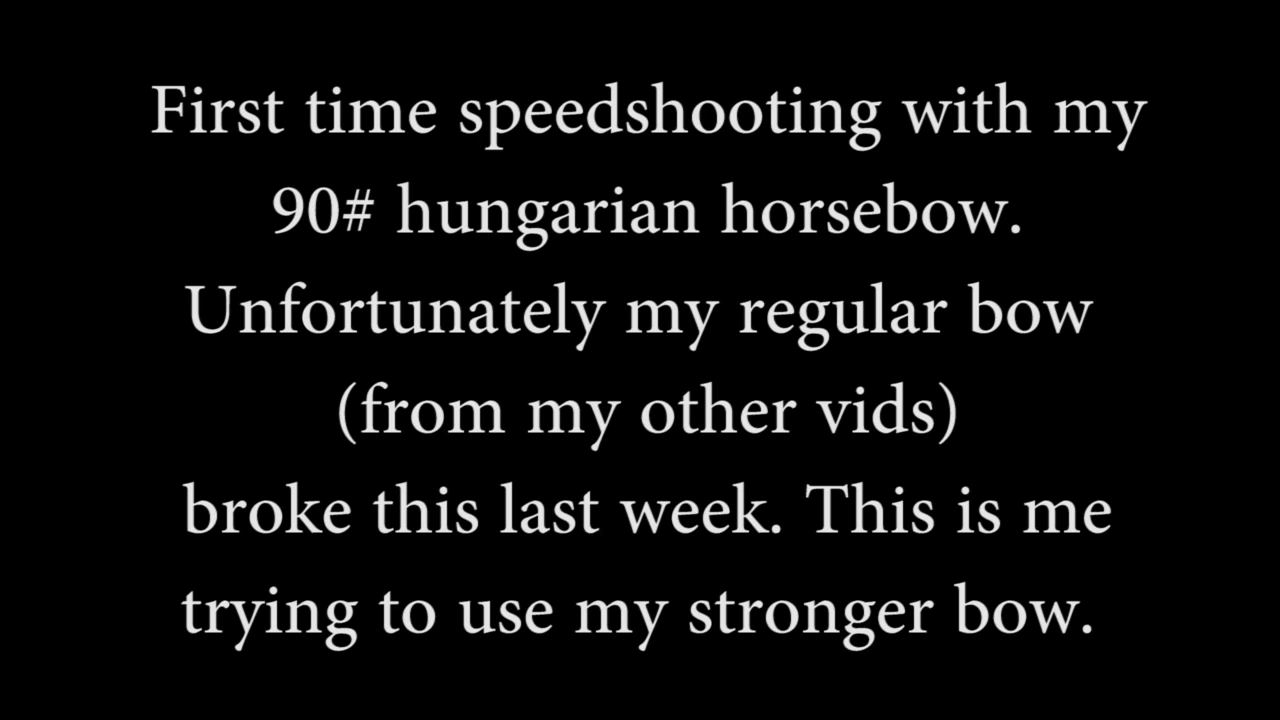 First time speedshooting with my
90# hungarian horsebow.
Unfortunately my regular bow
(from my other vids)
broke this last week. This is me
trying to use my stronger bow.